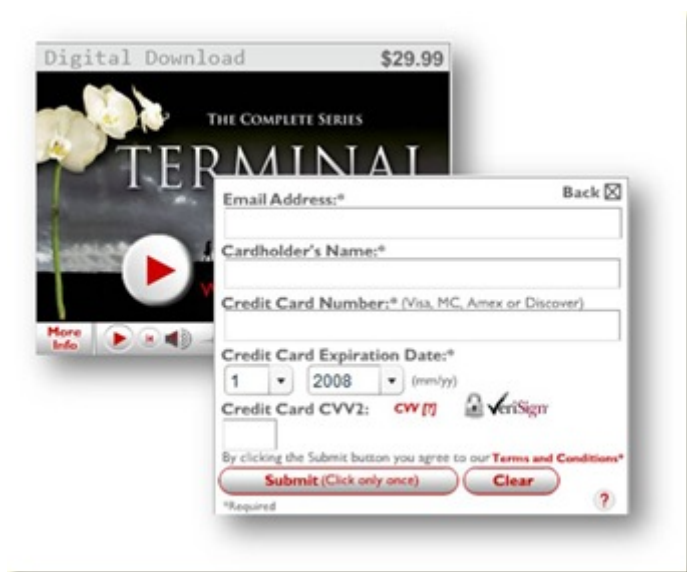 Digital Download $29.99
THE COMPLETE SERIES
TERMINAL
More
Info
Back
Email Address:*
Cardholder's Name:*
Credit Card Number:* (Visa, MC, Amex or Discover)
Credit Card Expiration Date:*
1 2008 (mm/yy)
Credit Card CVV2: CVV [?] VeriSign
By clicking the Submit button you agree to our Terms and Conditions*
Submit (Click only once) Clear
*Required ?